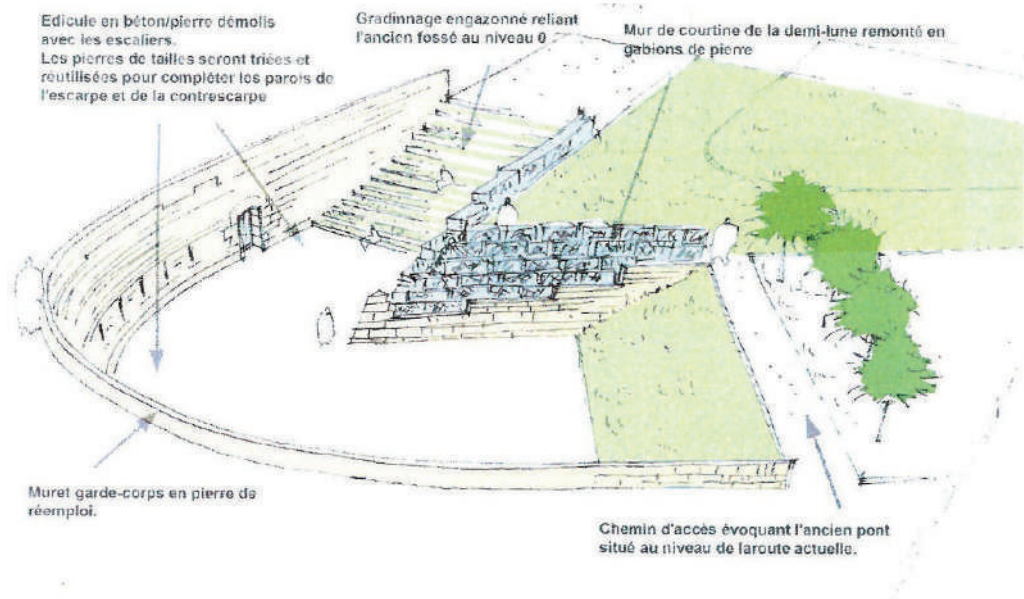 Edicule en béton/pierre démolis
avec les escaliers.
Les pierres de tailles seront triées et
réutilisées pour compléter les parois de
l'escarpe et de la contrescarpe
Gradinnage engazonné reliant
l'ancien fossé au niveau 0
Mur de courtine de la demi-lune remonté en
gabions de pierre
Muret garde-corps en pierre de
réemploi.
Chemin d'accès évoquant l'ancien pont
situé au niveau de laroute actuelle.